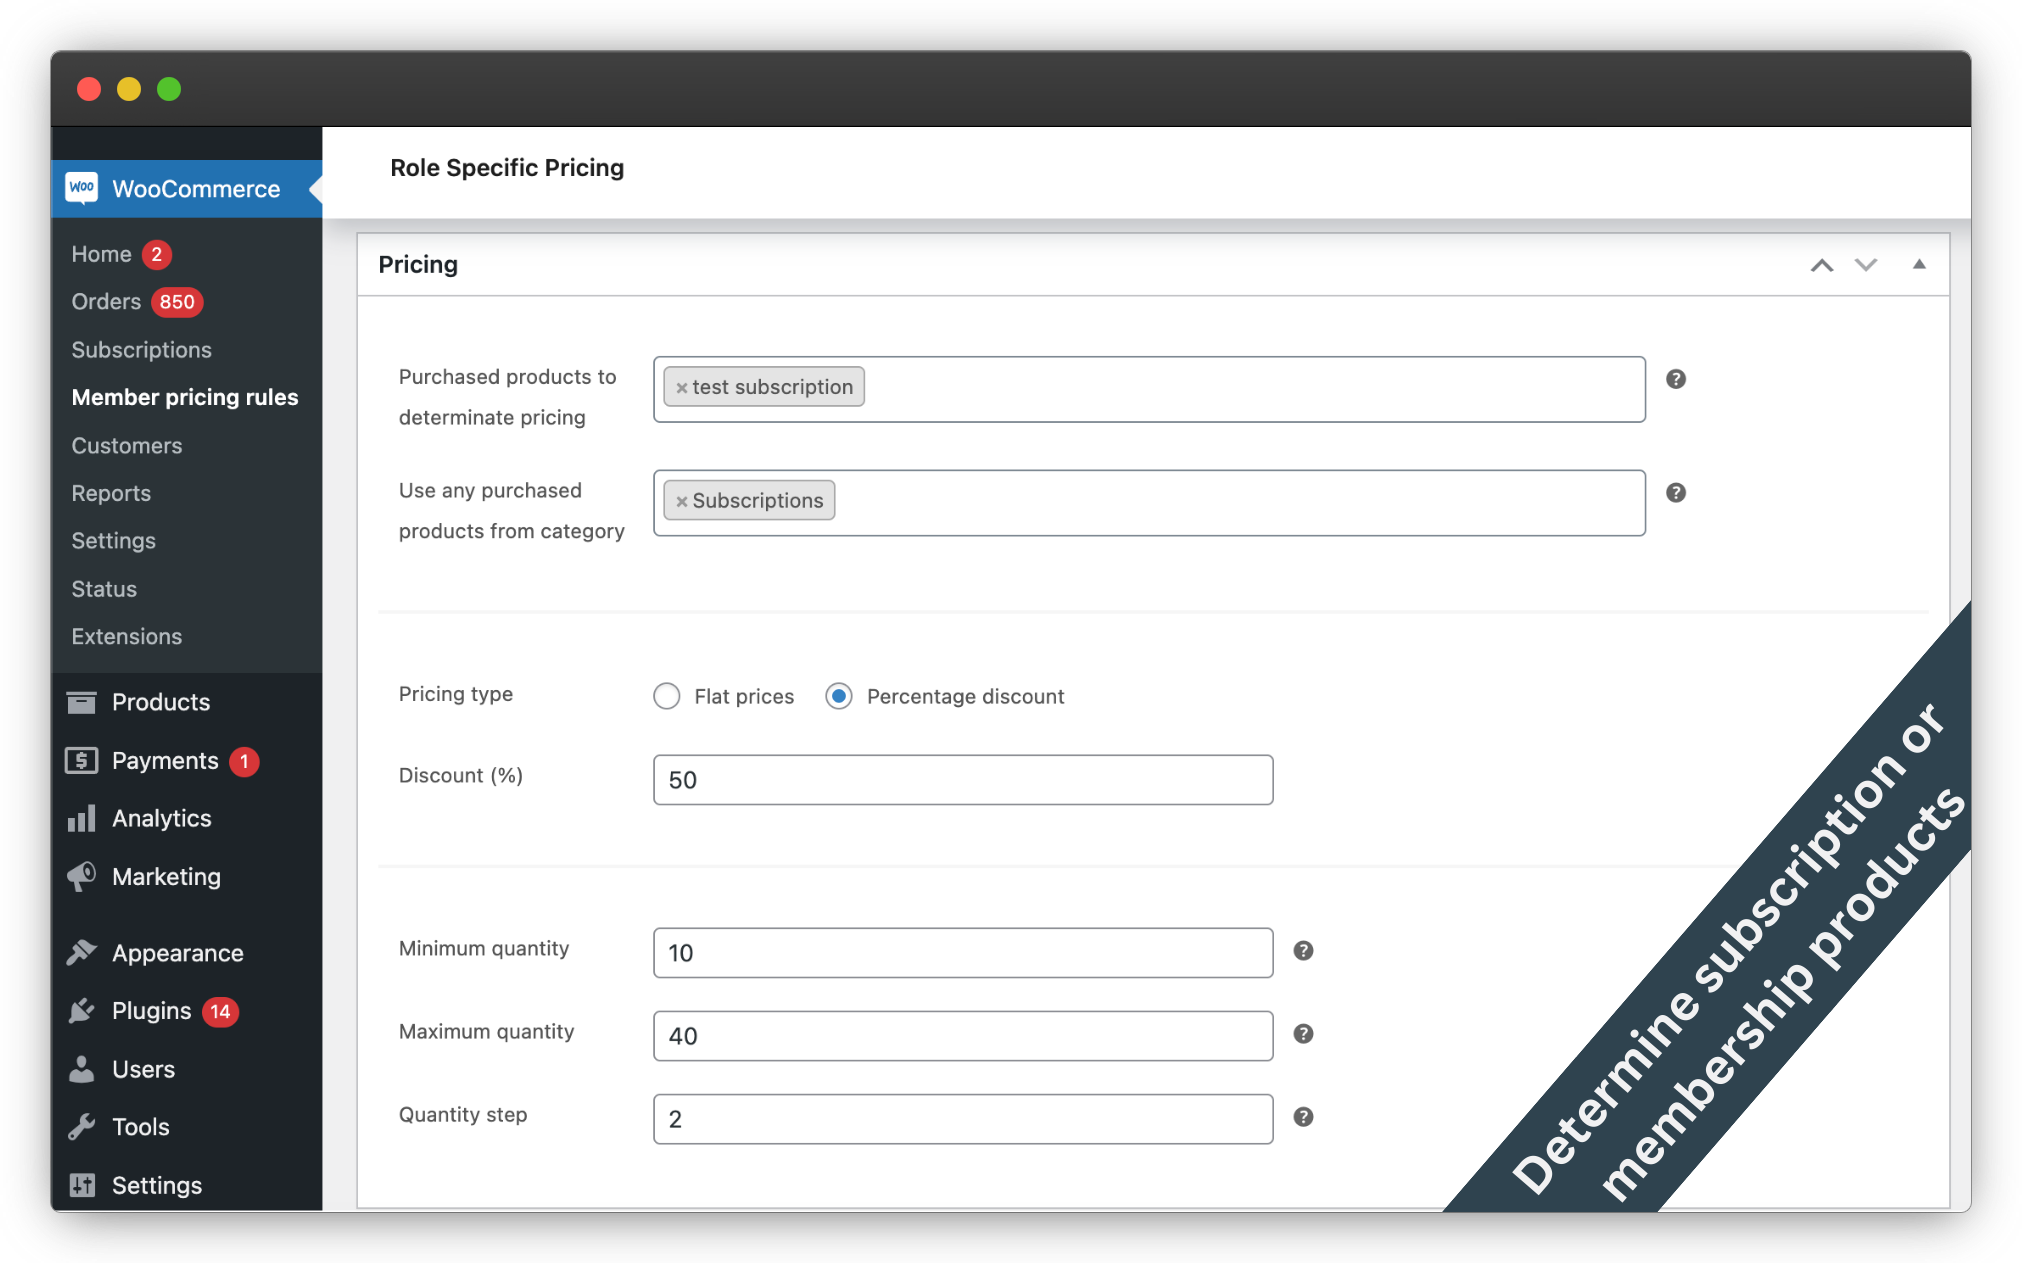 Role Specific Pricing
Woo WooCommerce
Home 2
Orders 850
Subscriptions
Member pricing rules
Customers
Reports
Settings
Status
Extensions
Products
Payments 1
Analytics
Marketing
Appearance
Plugins 14
Users
Tools
Settings
Pricing
Purchased products to
determinate pricing
× test subscription
Use any purchased
products from category
× Subscriptions
Pricing type
Flat prices
Percentage discount
Discount (%)
50
Minimum quantity
10
Maximum quantity
40
Quantity step
2
Determine subscription or
membership products